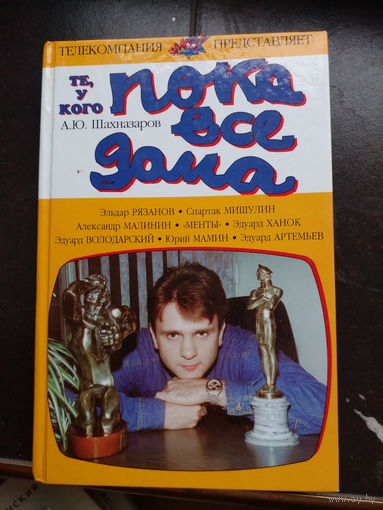 ТЕЛЕКОМПАНИЯ ПРЕДСТАВЛЯЕТ:
ТЕ, У КОГО
пока все дома
А.Ю. Шахназаров
Эльдар РЯЗАНОВ • Спартак МИШУЛИН
Александр МАЛИНИН • «МЕНТЫ» • Эдуард ХАНОК
Эдуард ВОЛОДАРСКИЙ • Юрий МАМИН • Эдуард АРТЕМЬЕВ